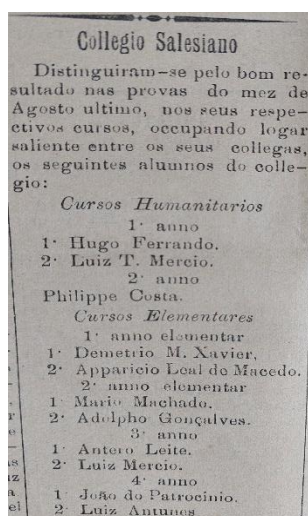 Collegio Salesiano
Distinguiram-se pelo bom re-
sultado nas provas do mez de
Agosto ultimo, nos seus respe-
ctivos cursos, occupando logar
saliente entre os seus collegas,
os seguintes alumnos do colle-
gio:
Cursos Humanitarios
1· anno
1· Hugo Ferrando.
2· Luiz T. Mercio.
2· anno
Philippe Costa.
Cursos Elementares
1· anno elementar
1· Demetrio M. Xavier,
2· Apparicio Leal de Macedo.
2· anno elementar
1 Mario Machado,
2· Adolpho Gonçalves.
3· anno
1· Antero Leite.
2· Luiz Mercio.
4· anno
1 João do Patrocinio.
2 Luiz Antunes